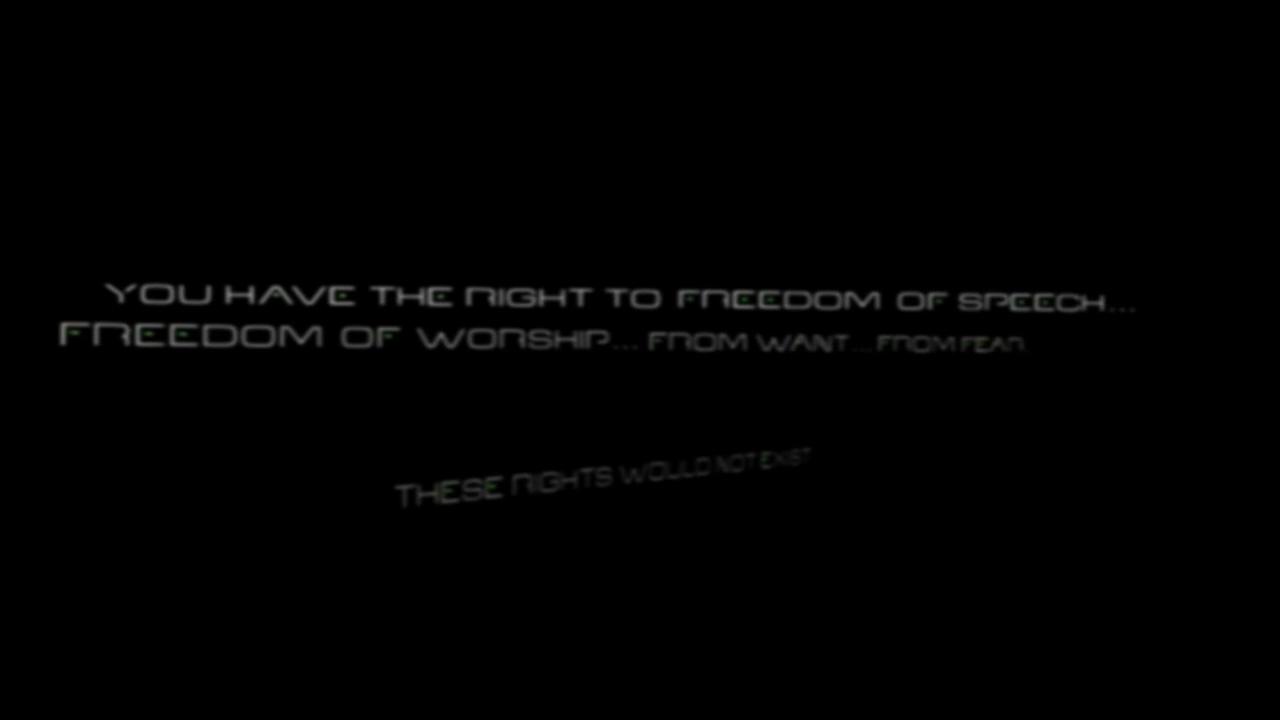 YOU HAVE THE RIGHT TO FREEDOM OF SPEECH...
FREEDOM OF WORSHIP... FROM WANT... FROM FEAR
THESE RIGHTS WOULD NOT EXIST